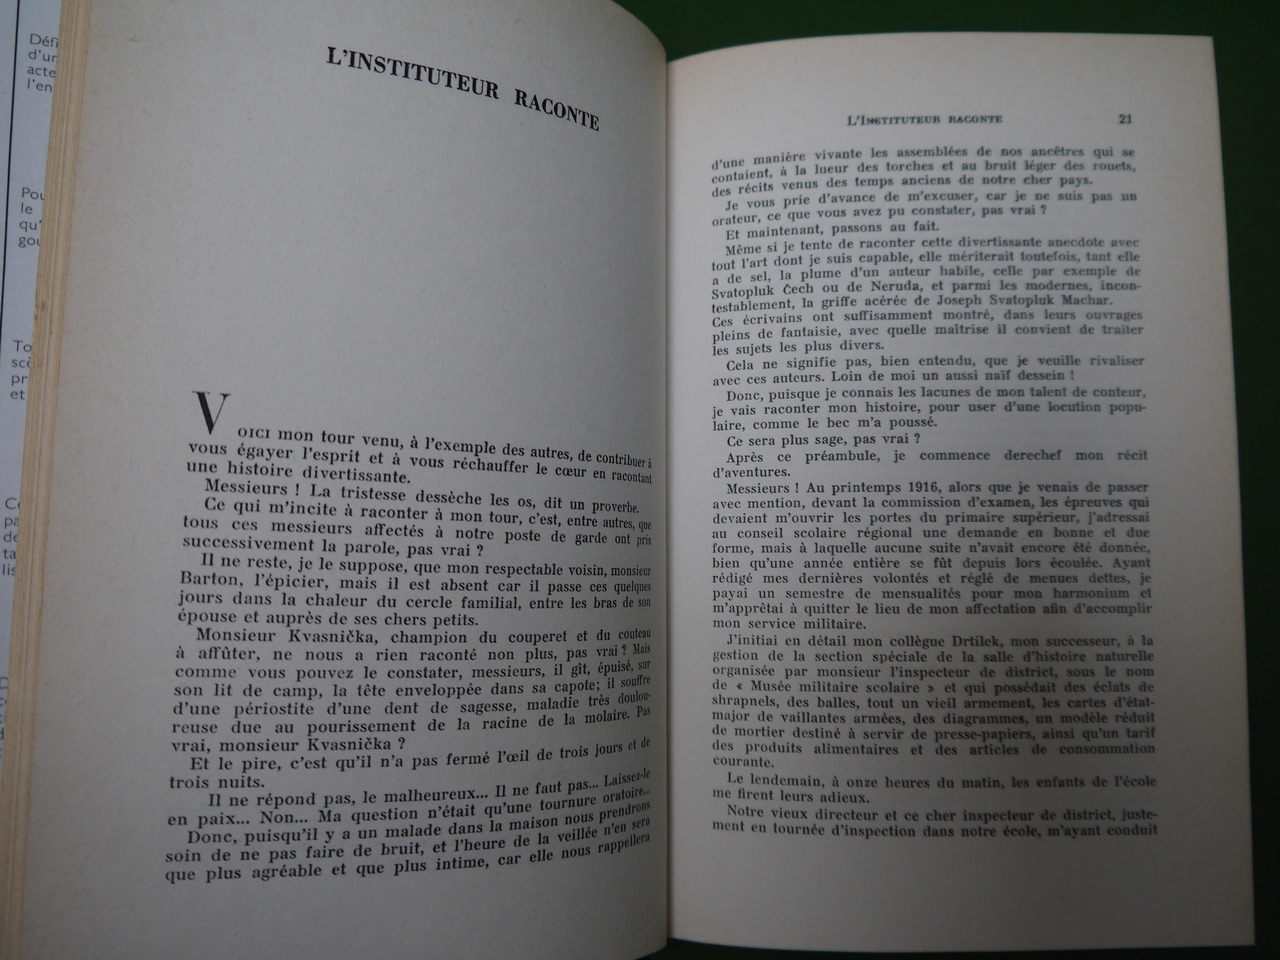 Défi
d'un
acte
l'en
Pou
le
qu'
gou
To
scè
pr
et
pa
de
ta
lis
L'INSTITUTEUR RACONTE
VOICI mon tour venu, à l'exemple des autres, de contribuer à
vous égayer l'esprit et à vous réchauffer le cœur en racontant
une histoire divertissante.
Messieurs ! La tristesse dessèche les os, dit un proverbe.
Ce qui m'incite à raconter à mon tour, c'est, entre autres, que
tous ces messieurs affectés à notre poste de garde ont pris
successivement la parole, pas vrai ?
Il ne reste, je le suppose, que mon respectable voisin, monsieur
Barton, l'épicier, mais il est absent car il passe ces quelques
jours dans la chaleur du cercle familial, entre les bras de son
épouse et auprès de ses chers petits.
Monsieur Kvasnička, champion du couperet et du couteau
à affûter, ne nous a rien raconté non plus, pas vrai ? Mais
comme vous pouvez le constater, messieurs, il gît, épuisé, sur
son lit de camp, la tête enveloppée dans sa capote; il souffre
d'une périostite d'une dent de sagesse, maladie très doulou-
reuse due au pourissement de la racine de la molaire. Pas
vrai, monsieur Kvasnička ?
Et le pire, c'est qu'il n'a pas fermé l'œil de trois jours et de
trois nuits.
Il ne répond pas, le malheureux... Il ne faut pas... Laissez-le
en paix... Non... Ma question n'était qu'une tournure oratoire...
Donc, puisqu'il y a un malade dans la maison nous prendrons
soin de ne pas faire de bruit, et l'heure de la veillée n'en sera
que plus agréable et que plus intime, car elle nous rappellera
L'INSTITUTEUR RACONTE 21
d'une manière vivante les assemblées de nos ancêtres qui se
contaient, à la lueur des torches et au bruit léger des rouets,
des récits venus des temps anciens de notre cher pays.
Je vous prie d'avance de m'excuser, car je ne suis pas un
orateur, ce que vous avez pu constater, pas vrai ?
Et maintenant, passons au fait.
Même si je tente de raconter cette divertissante anecdote avec
tout l'art dont je suis capable, elle mériterait toutefois, tant elle
a de sel, la plume d'un auteur habile, celle par exemple de
Svatopluk Čech ou de Neruda, et parmi les modernes, incon-
testablement, la griffe acérée de Joseph Svatopluk Machar.
Ces écrivains ont suffisamment montré, dans leurs ouvrages
pleins de fantaisie, avec quelle maîtrise il convient de traiter
les sujets les plus divers.
Cela ne signifie pas, bien entendu, que je veuille rivaliser
avec ces auteurs. Loin de moi un aussi naïf dessein !
Donc, puisque je connais les lacunes de mon talent de conteur,
je vais raconter mon histoire, pour user d'une locution popu-
laire, comme le bec m'a poussé.
Ce sera plus sage, pas vrai ?
Après ce préambule, je commence derechef mon récit
d'aventures.
Messieurs ! Au printemps 1916, alors que je venais de passer
avec mention, devant la commission d'examen, les épreuves qui
devaient m'ouvrir les portes du primaire supérieur, j'adressai
au conseil scolaire régional une demande en bonne et due
forme, mais à laquelle aucune suite n'avait encore été donnée,
bien qu'une année entière se fût depuis lors écoulée. Ayant
rédigé mes dernières volontés et réglé de menues dettes, je
payai un semestre de mensualités pour mon harmonium et
m'apprêtai à quitter le lieu de mon affectation afin d'accomplir
mon service militaire.
J'initiai en détail mon collègue Drtilek, mon successeur, à la
gestion de la section spéciale de la salle d'histoire naturelle
organisée par monsieur l'inspecteur de district, sous le nom
de « Musée militaire scolaire » et qui possédait des éclats de
shrapnels, des balles, tout un vieil armement, les cartes d'état-
major de vaillantes armées, des diagrammes, un modèle réduit
de mortier destiné à servir de presse-papiers, ainsi qu'un tarif
des produits alimentaires et des articles de consommation
courante.
Le lendemain, à onze heures du matin, les enfants de l'école
me firent leurs adieux.
Notre vieux directeur et ce cher inspecteur de district, juste-
ment en tournée d'inspection dans notre école, m'ayant conduit